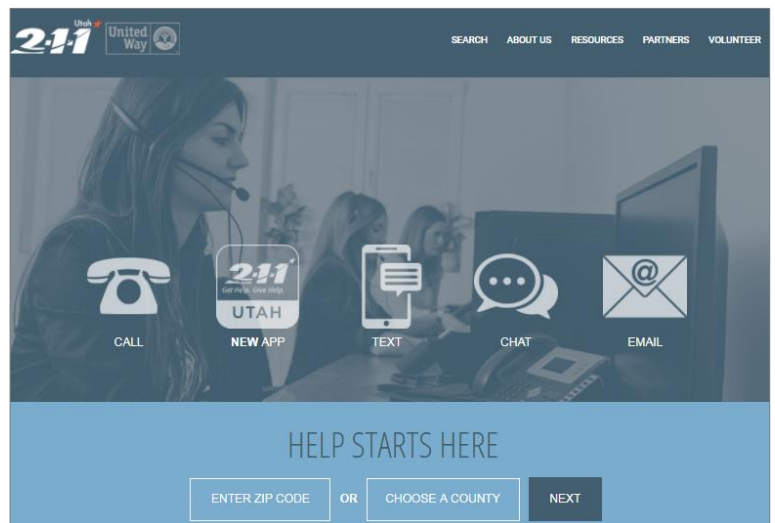 Utah
2-1-1
United
Way
SEARCH ABOUT US RESOURCES PARTNERS VOLUNTEER
2-1-1
Get Help. Give Help.
UTAH
@
CALL NEW APP TEXT CHAT EMAIL
HELP STARTS HERE
ENTER ZIP CODE OR CHOOSE A COUNTY NEXT